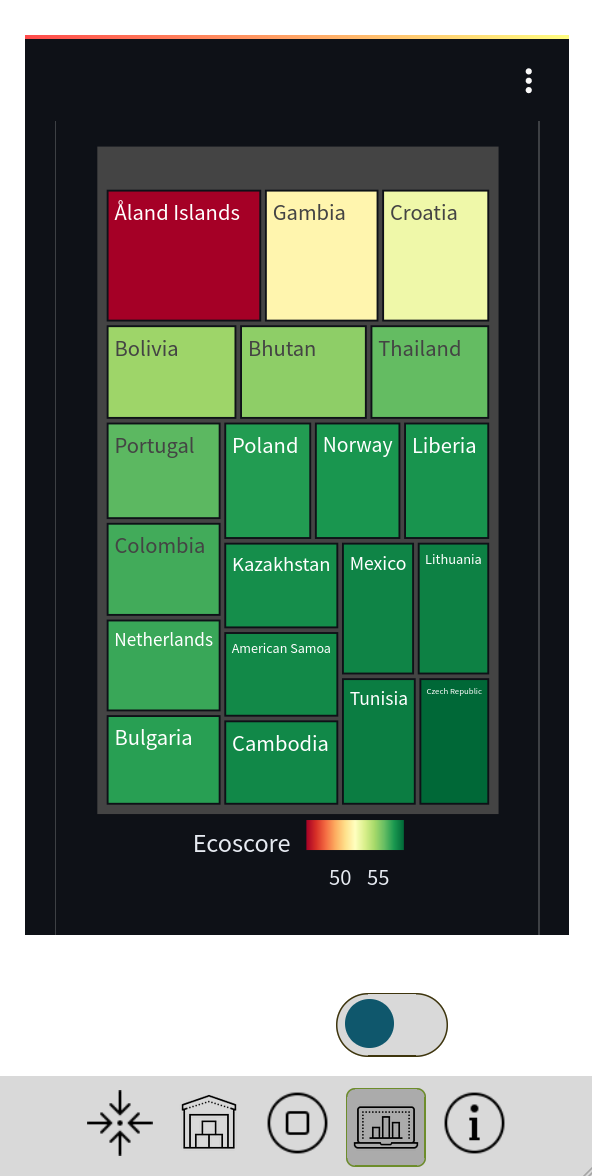 Åland Islands
Gambia
Croatia
Bolivia
Bhutan
Thailand
Portugal
Poland
Norway
Liberia
Colombia
Kazakhstan
Mexico
Lithuania
Netherlands
American Samoa
Tunisia
Czech Republic
Bulgaria
Cambodia
Ecoscore
50 55
i